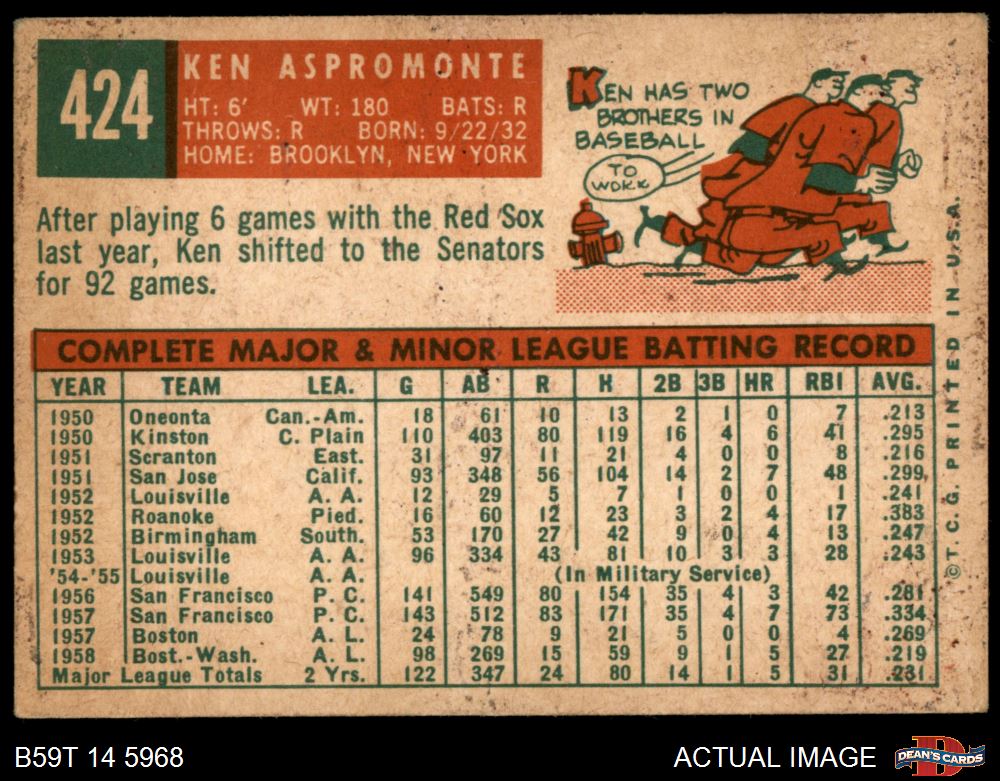 424
KEN ASPROMONTE
HT: 6' WT: 180 BATS: R
THROWS: R BORN: 9/22/32
HOME: BROOKLYN, NEW YORK
KEN HAS TWO
BROTHERS IN
BASEBALL
TO
WORK
After playing 6 games with the Red Sox
last year, Ken shifted to the Senators
for 92 games.
COMPLETE MAJOR & MINOR LEAGUE BATTING RECORD
YEAR TEAM LEA. G AB R H 2B 3B HR RBI AVG.
1950 Oneonta Can.-Am. 18 61 10 13 2 1 0 7 .213
1950 Kinston C. Plain 110 403 80 119 16 4 6 41 .295
1951 Scranton East. 31 97 11 21 4 0 0 8 .216
1951 San Jose Calif. 93 348 56 104 14 2 7 48 .299
1952 Louisville A. A. 12 29 5 7 1 0 0 1 .241
1952 Roanoke Pied. 16 60 12 23 3 2 4 17 .383
1952 Birmingham South. 53 170 27 42 9 0 4 13 .247
1953 Louisville A. A. 96 334 43 81 10 3 3 28 .243
'54-'55 Louisville A. A. (In Military Service)
1956 San Francisco P. C. 141 549 80 154 35 4 3 42 .281
1957 San Francisco P. C. 143 512 83 171 35 4 7 73 .334
1957 Boston A. L. 24 78 9 21 5 0 0 4 .269
1958 Bost.-Wash. A. L. 98 269 15 59 9 1 5 27 .219
Major League Totals 2 Yrs. 122 347 24 80 14 1 5 31 .231
© T.C.G. PRINTED IN U.S.A.
B59T 14 5968
ACTUAL IMAGE
D
DEAN'S CARDS